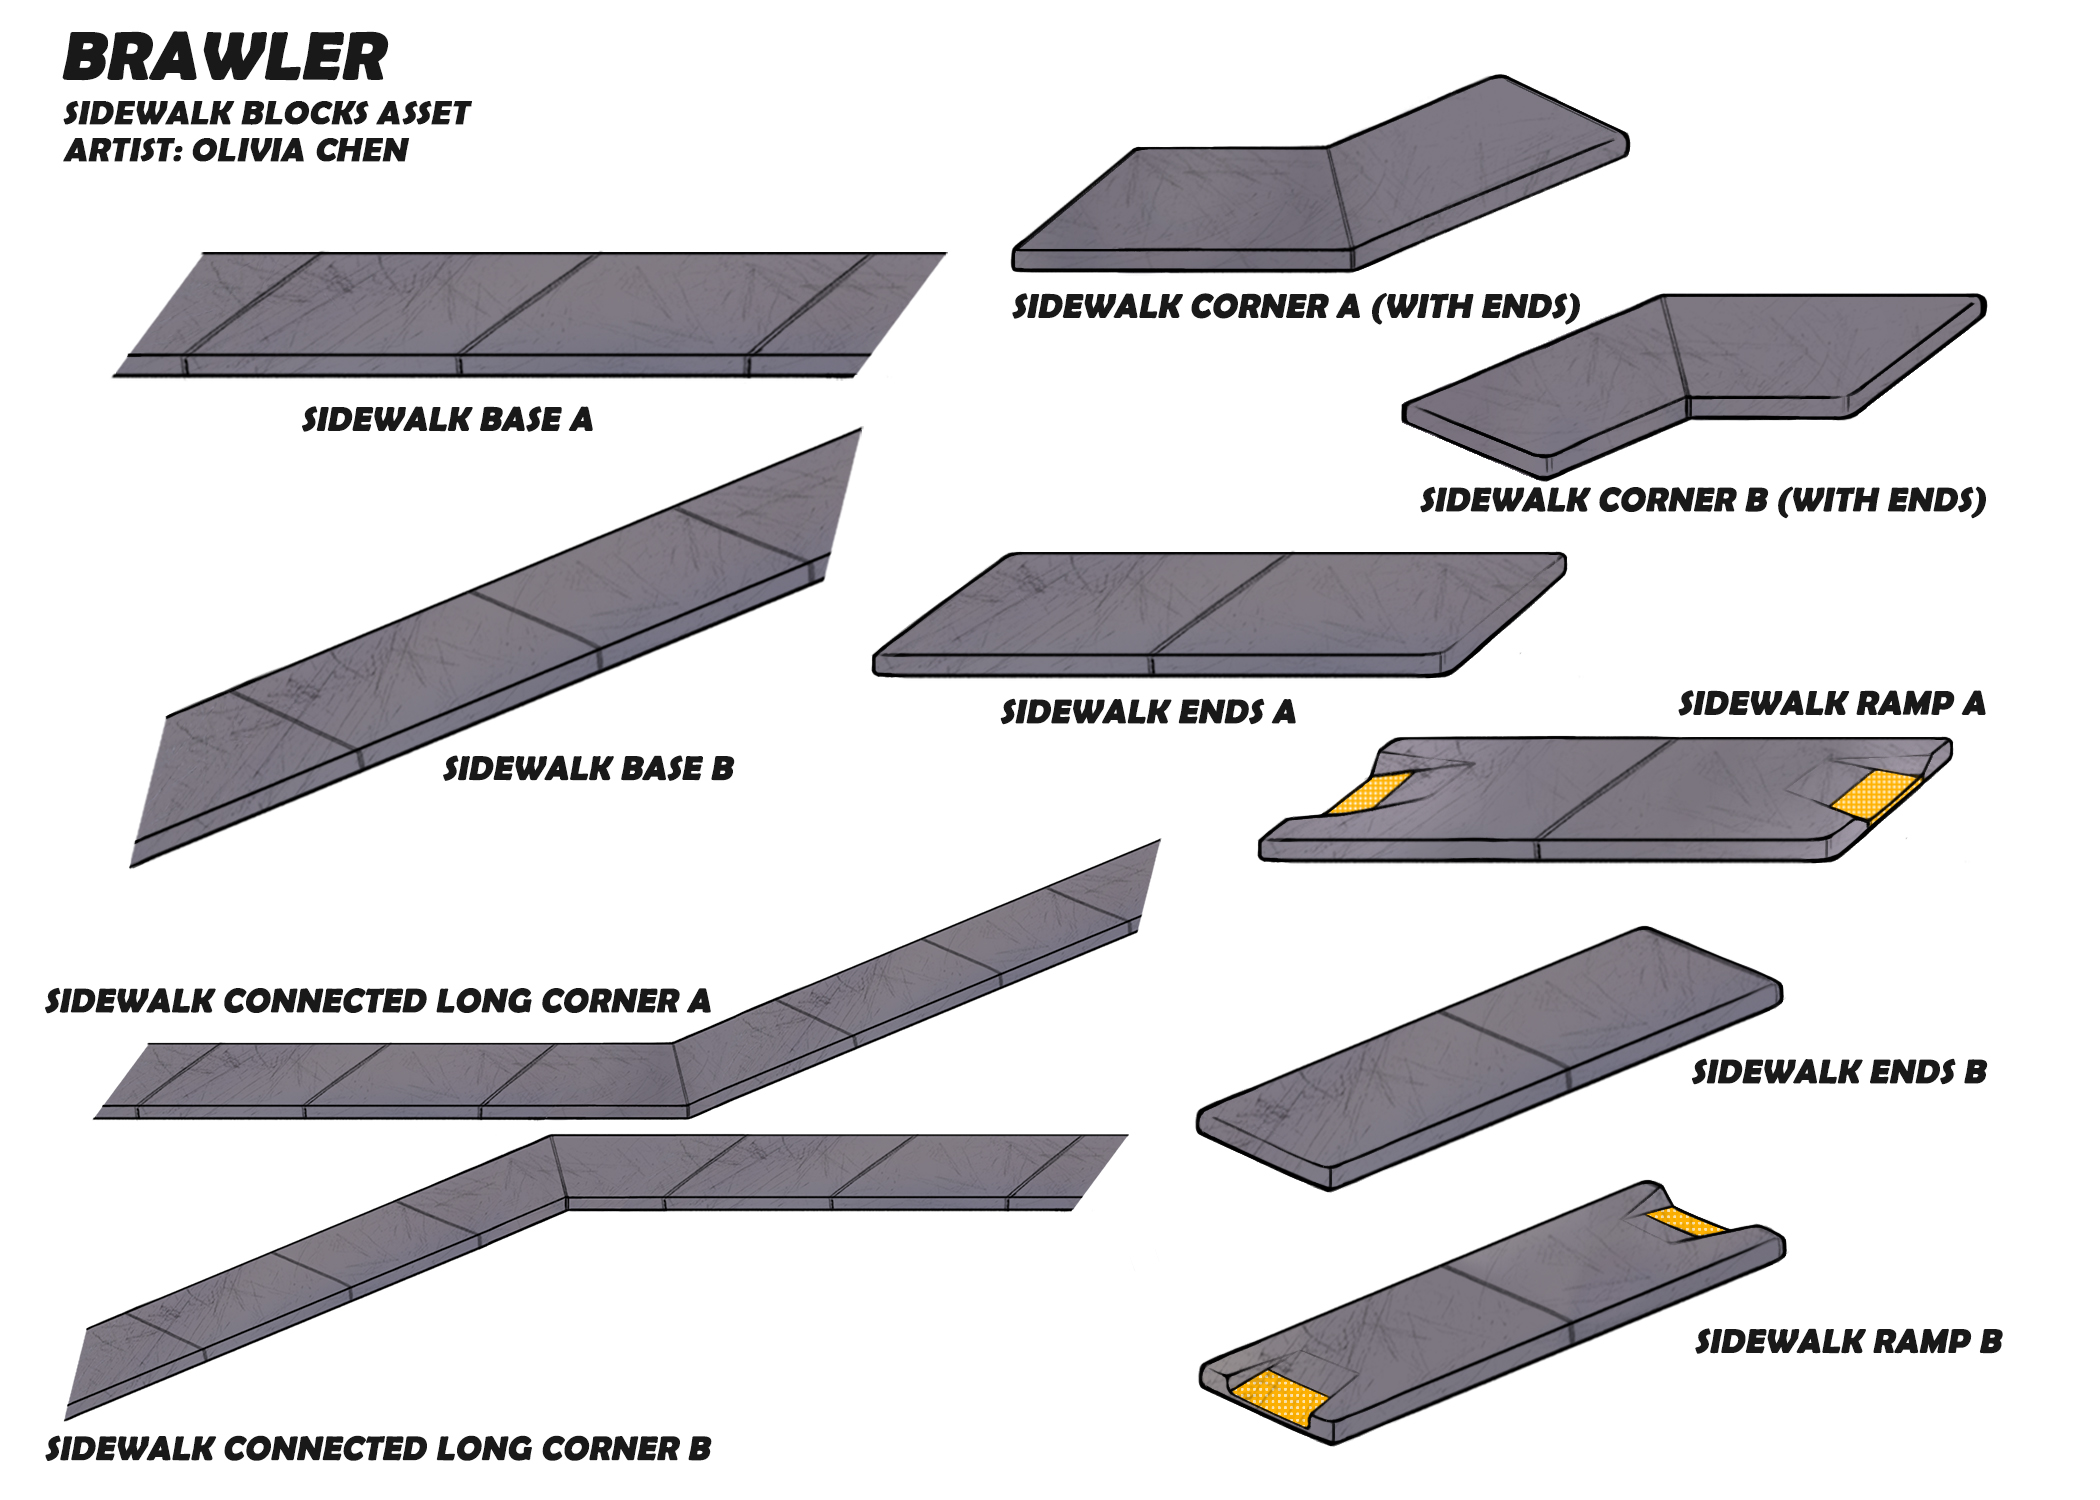 BRAWLER
SIDEWALK BLOCKS ASSET
ARTIST: OLIVIA CHEN
SIDEWALK CORNER A (WITH ENDS)
SIDEWALK BASE A
SIDEWALK CORNER B (WITH ENDS)
SIDEWALK ENDS A
SIDEWALK RAMP A
SIDEWALK BASE B
SIDEWALK CONNECTED LONG CORNER A
SIDEWALK ENDS B
SIDEWALK RAMP B
SIDEWALK CONNECTED LONG CORNER B